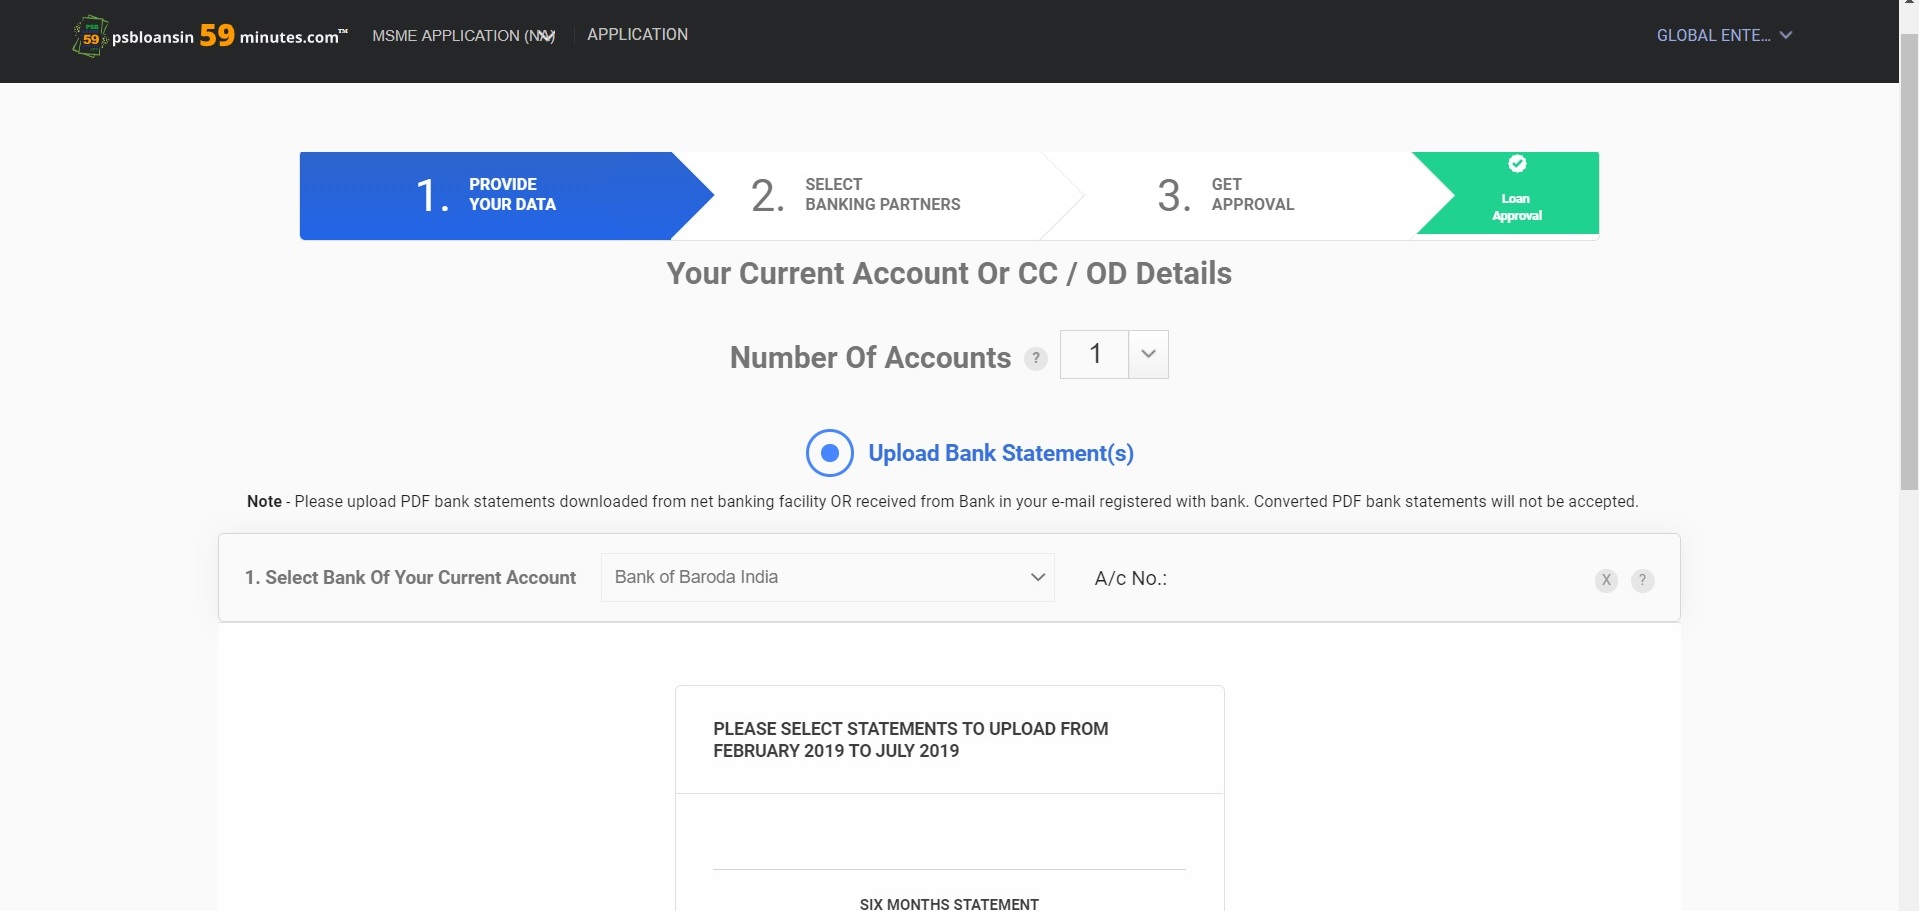 PSB
59
psbloansin 59 minutes.com™
MSME APPLICATION
APPLICATION
GLOBAL ENTE...
1. PROVIDE
YOUR DATA
2. SELECT
BANKING PARTNERS
3. GET
APPROVAL
Loan
Approval
Your Current Account Or CC / OD Details
Number Of Accounts ? 1
Upload Bank Statement(s)
Note - Please upload PDF bank statements downloaded from net banking facility OR received from Bank in your e-mail registered with bank. Converted PDF bank statements will not be accepted.
1. Select Bank Of Your Current Account Bank of Baroda India A/c No.: X ?
PLEASE SELECT STATEMENTS TO UPLOAD FROM
FEBRUARY 2019 TO JULY 2019
SIX MONTHS STATEMENT